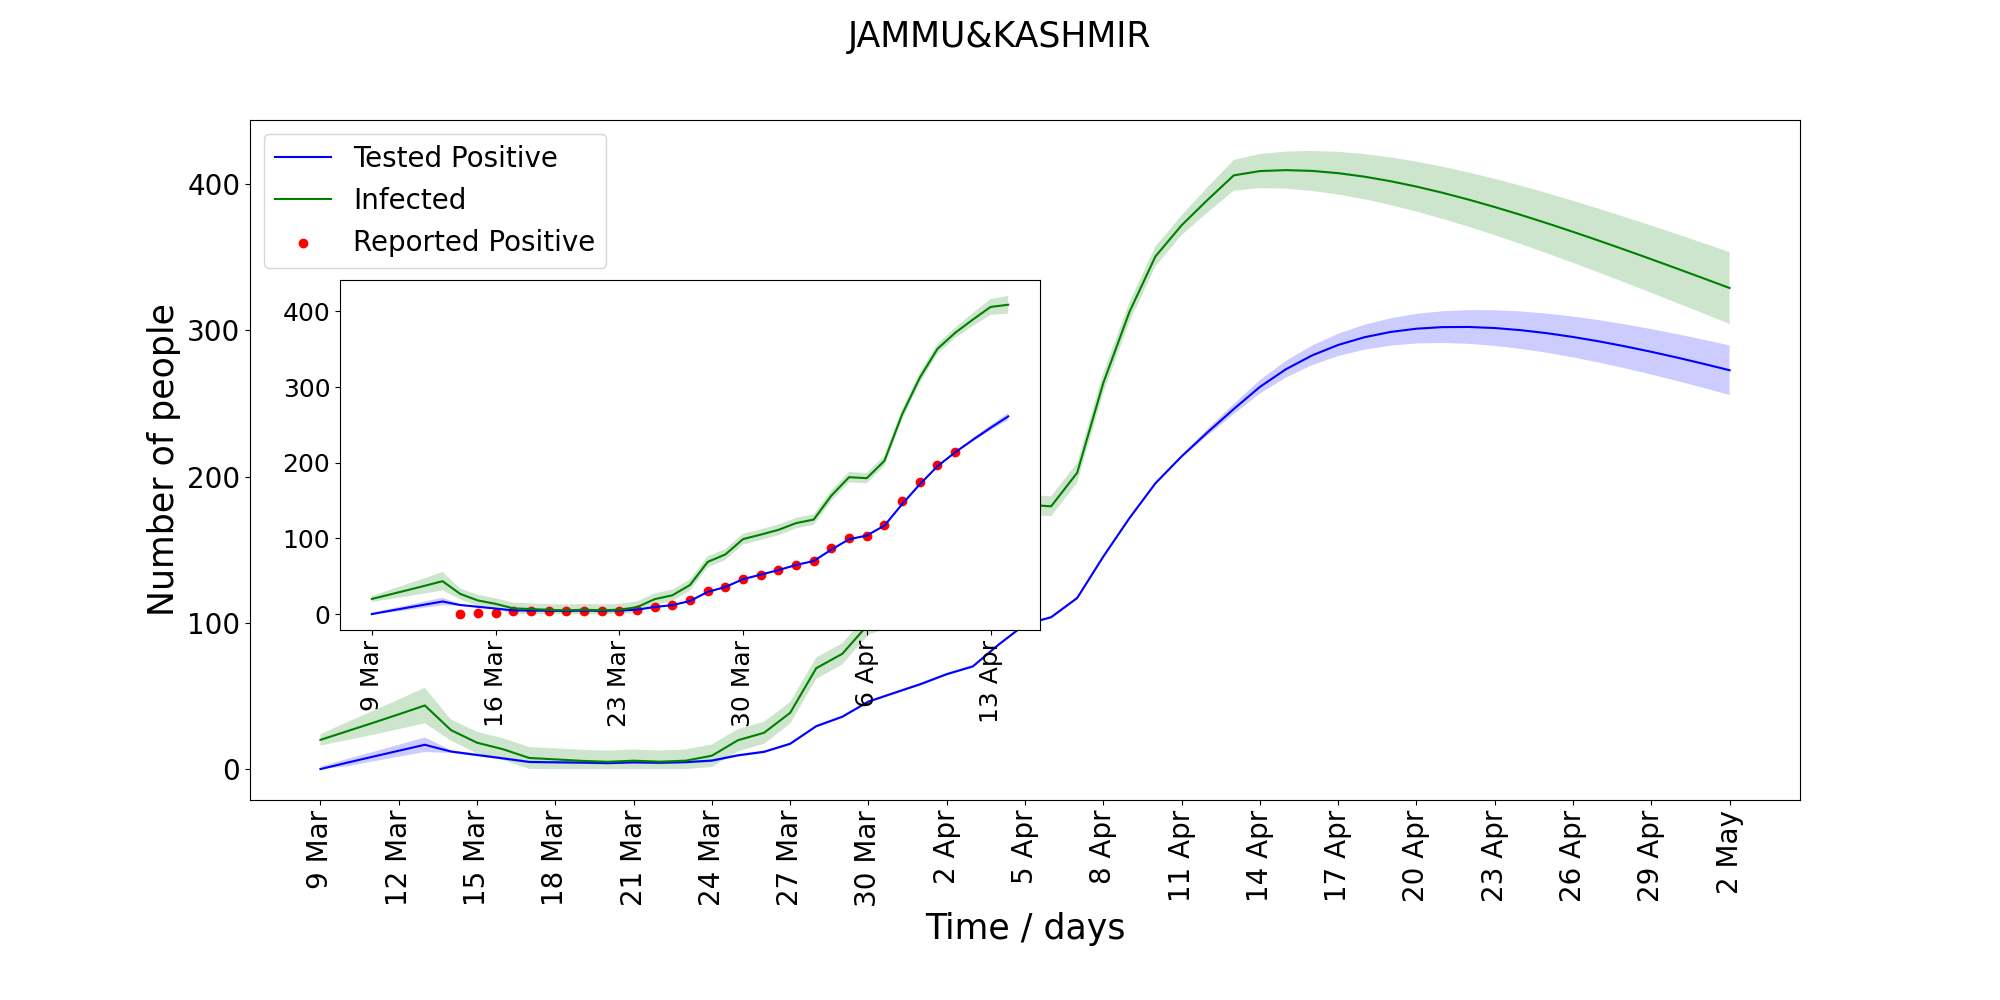 JAMMU&KASHMIR
Tested Positive
Infected
Reported Positive
Number of people
400
300
200
100
0
400
300
200
100
0
9 Mar
16 Mar
23 Mar
30 Mar
6 Apr
13 Apr
9 Mar
12 Mar
15 Mar
18 Mar
21 Mar
24 Mar
27 Mar
30 Mar
2 Apr
5 Apr
8 Apr
11 Apr
14 Apr
17 Apr
20 Apr
23 Apr
26 Apr
29 Apr
2 May
Time / days